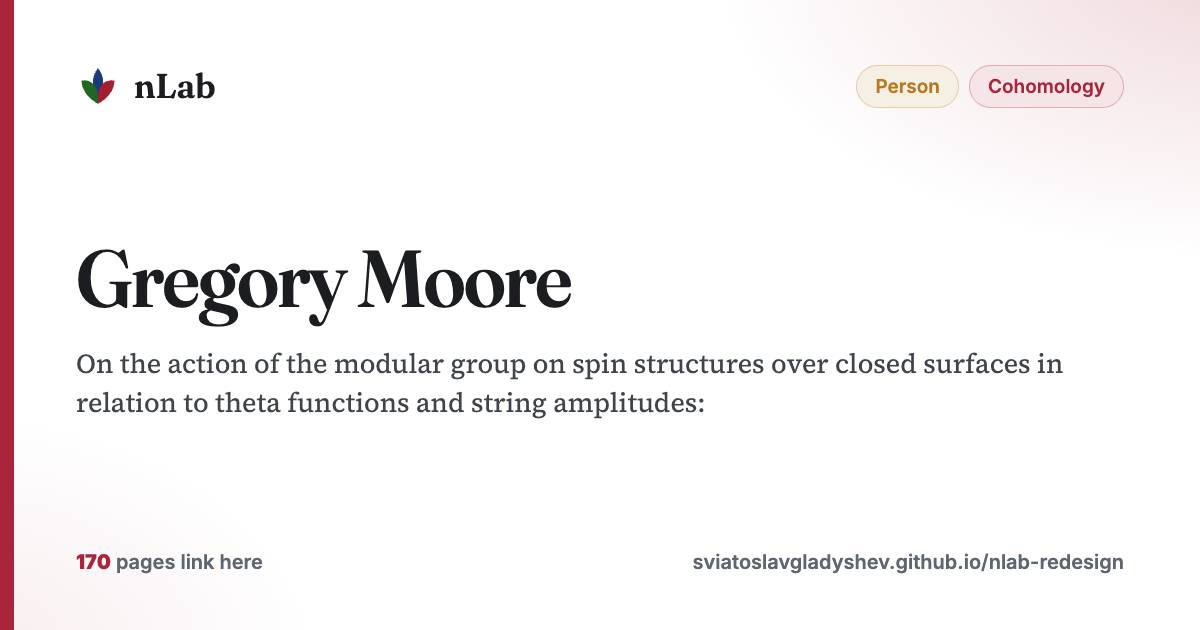 nLab
Person
Cohomology
Gregory Moore
On the action of the modular group on spin structures over closed surfaces in
relation to theta functions and string amplitudes:
170 pages link here
sviatoslavgladyshev.github.io/nlab-redesign